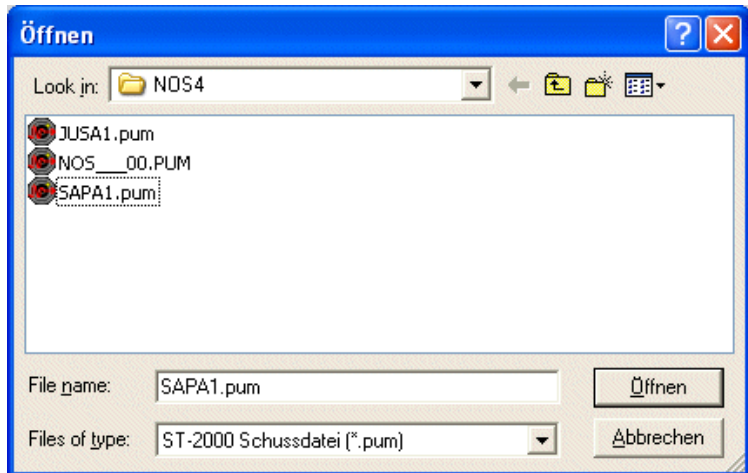 Öffnen
Look in: NOS4
JUSA1.pum
NOS___00.PUM
SAPA1.pum
File name: SAPA1.pum Öffnen
Files of type: ST-2000 Schussdatei (*.pum) Abbrechen